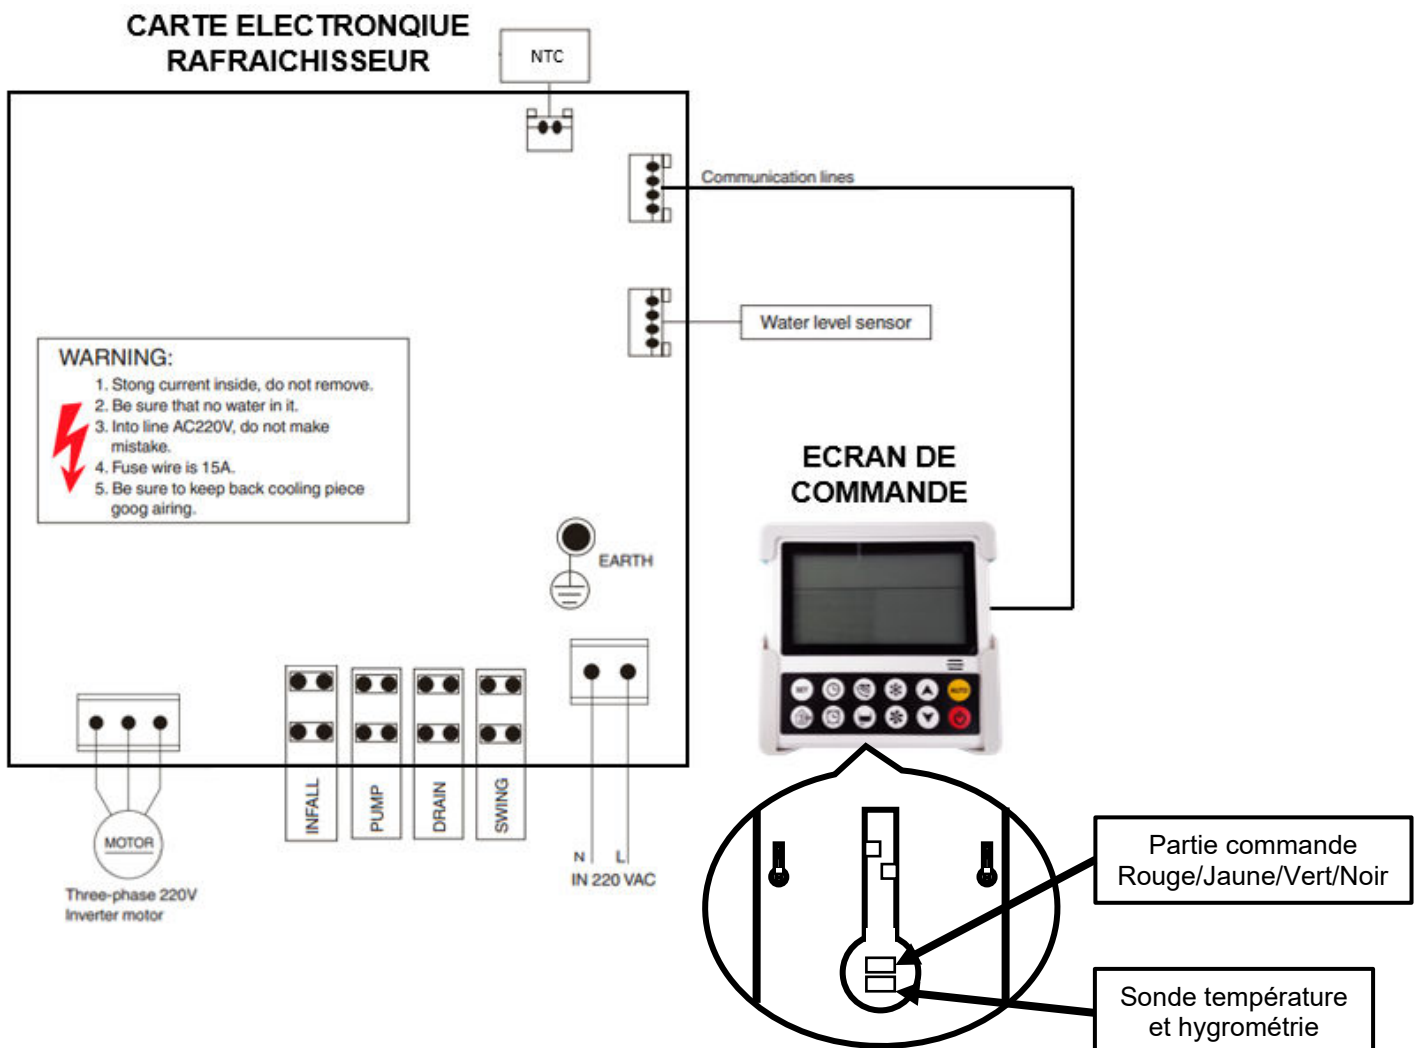 CARTE ELECTRONQIUE
RAFRAICHISSEUR
NTC
Communication lines
Water level sensor
WARNING:
1. Stong current inside, do not remove.
2. Be sure that no water in it.
3. Into line AC220V, do not make
mistake.
4. Fuse wire is 15A.
5. Be sure to keep back cooling piece
goog airing.
ECRAN DE
COMMANDE
EARTH
SET
AUTO
INFALL
PUMP
DRAIN
SWING
MOTOR
N L
IN 220 VAC
Three-phase 220V
Inverter motor
Partie commande
Rouge/Jaune/Vert/Noir
Sonde température
et hygrométrie